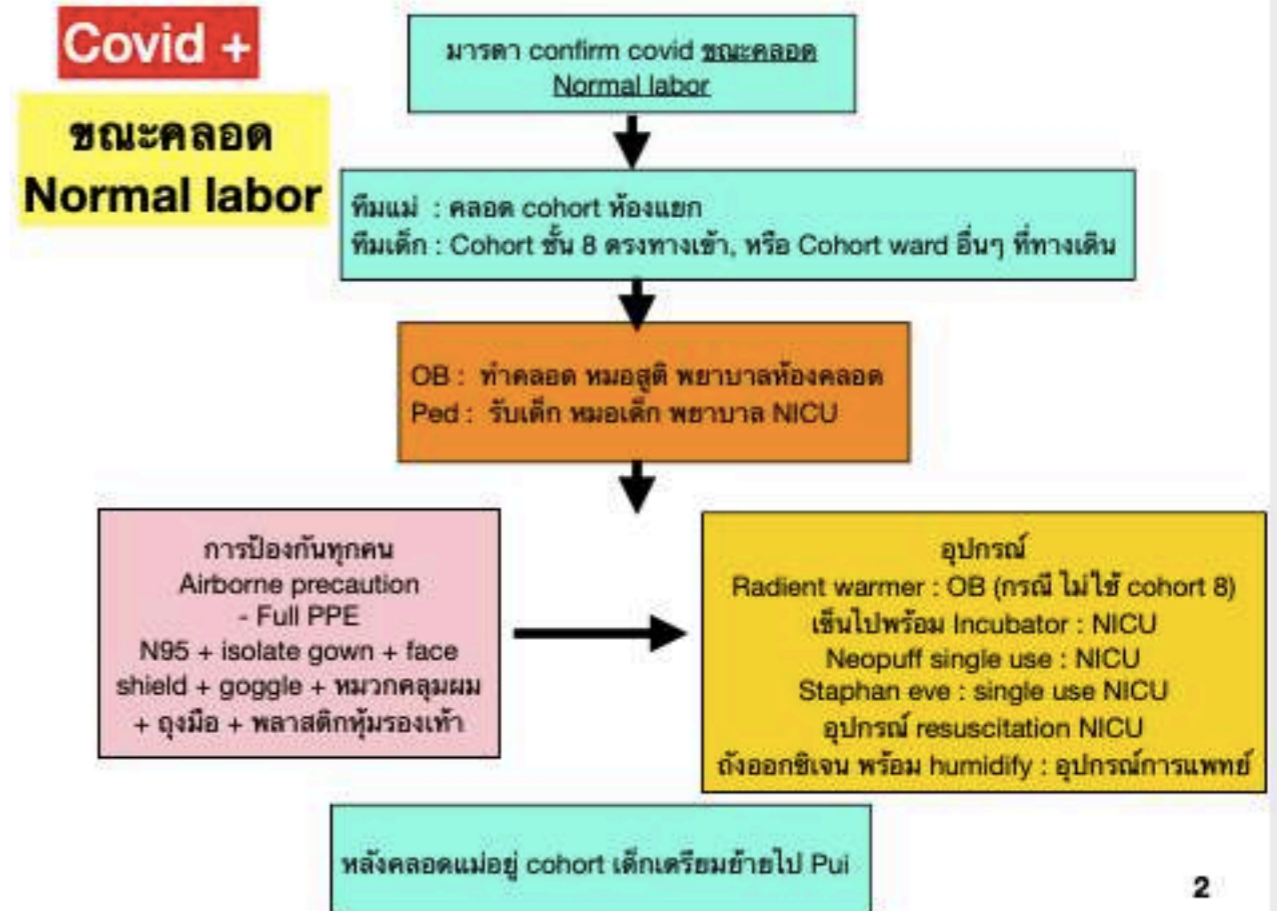 Covid +
ขณะคลอด
Normal labor
มารดา confirm covid ขณะคลอด
Normal labor
ทีมแม่ : คลอด cohort ห้องแยก
ทีมเด็ก : Cohort ชั้น 8 ตรงทางเข้า, หรือ Cohort ward อื่นๆ ที่ทางเดิน
OB : ทำคลอด หมอสูติ พยาบาลห้องคลอด
Ped : รับเด็ก หมอเด็ก พยาบาล NICU
การป้องกันทุกคน
Airborne precaution
- Full PPE
N95 + isolate gown + face
shield + goggle + หมวกคลุมผม
+ ถุงมือ + พลาสติกหุ้มรองเท้า
อุปกรณ์
Radient warmer : OB (กรณี ไม่ใช้ cohort 8)
เข็นไปพร้อม Incubator : NICU
Neopuff single use : NICU
Staphan eve : single use NICU
อุปกรณ์ resuscitation NICU
ถังออกซิเจน พร้อม humidify : อุปกรณ์การแพทย์
หลังคลอดแม่อยู่ cohort เด็กเตรียมย้ายไป Pui
2